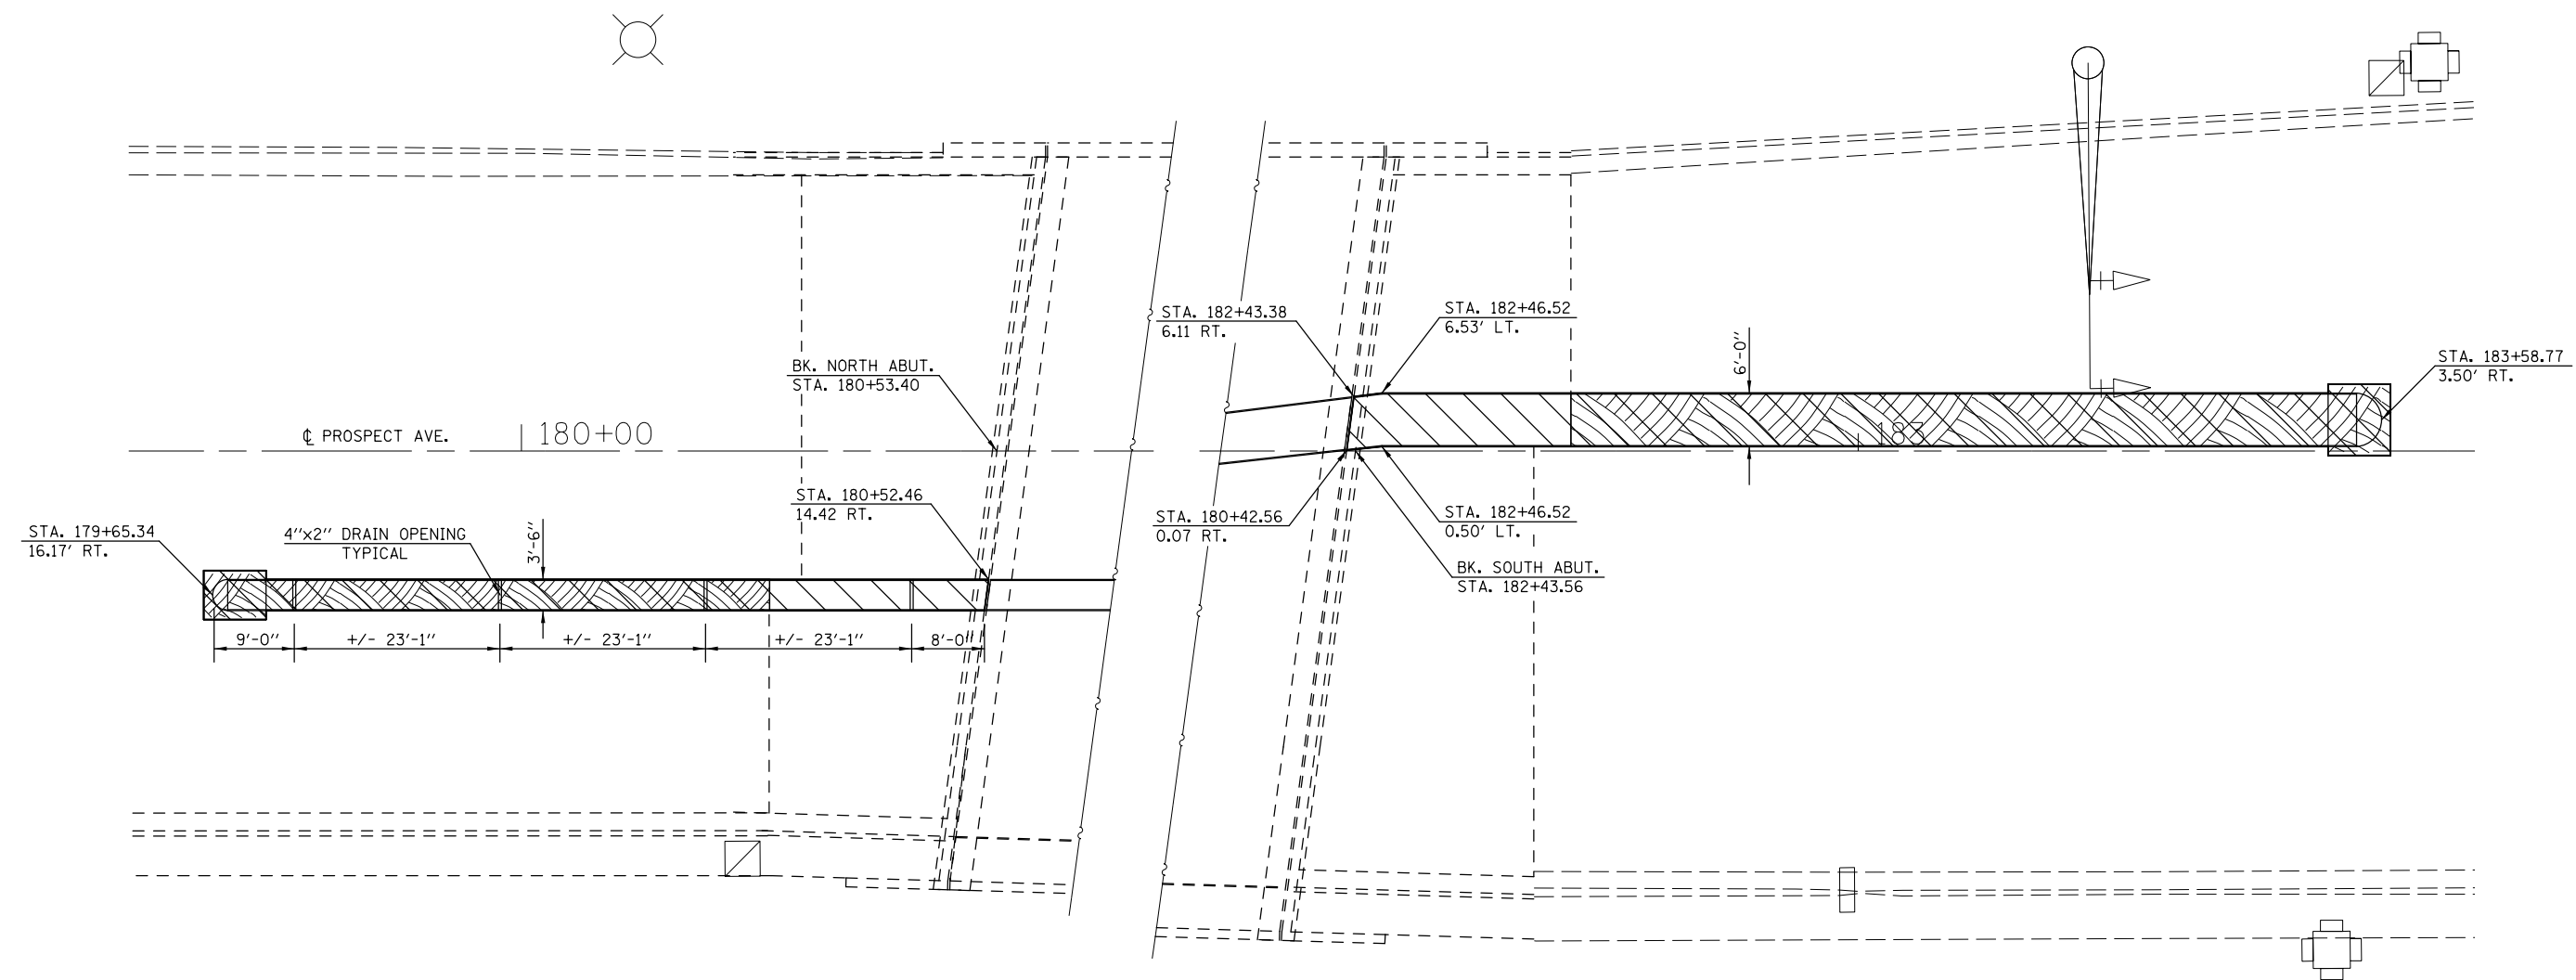 STA. 182+43.38
6.11 RT.
STA. 182+46.52
6.53' LT.
6'-0"
STA. 183+58.77
3.50' RT.
BK. NORTH ABUT.
STA. 180+53.40
℄ PROSPECT AVE.
180+00
183
STA. 180+52.46
14.42 RT.
STA. 180+42.56
0.07 RT.
STA. 182+46.52
0.50' LT.
STA. 179+65.34
16.17' RT.
4"x2" DRAIN OPENING
TYPICAL
3'-6"
BK. SOUTH ABUT.
STA. 182+43.56
9'-0"
+/- 23'-1"
+/- 23'-1"
+/- 23'-1"
8'-0"